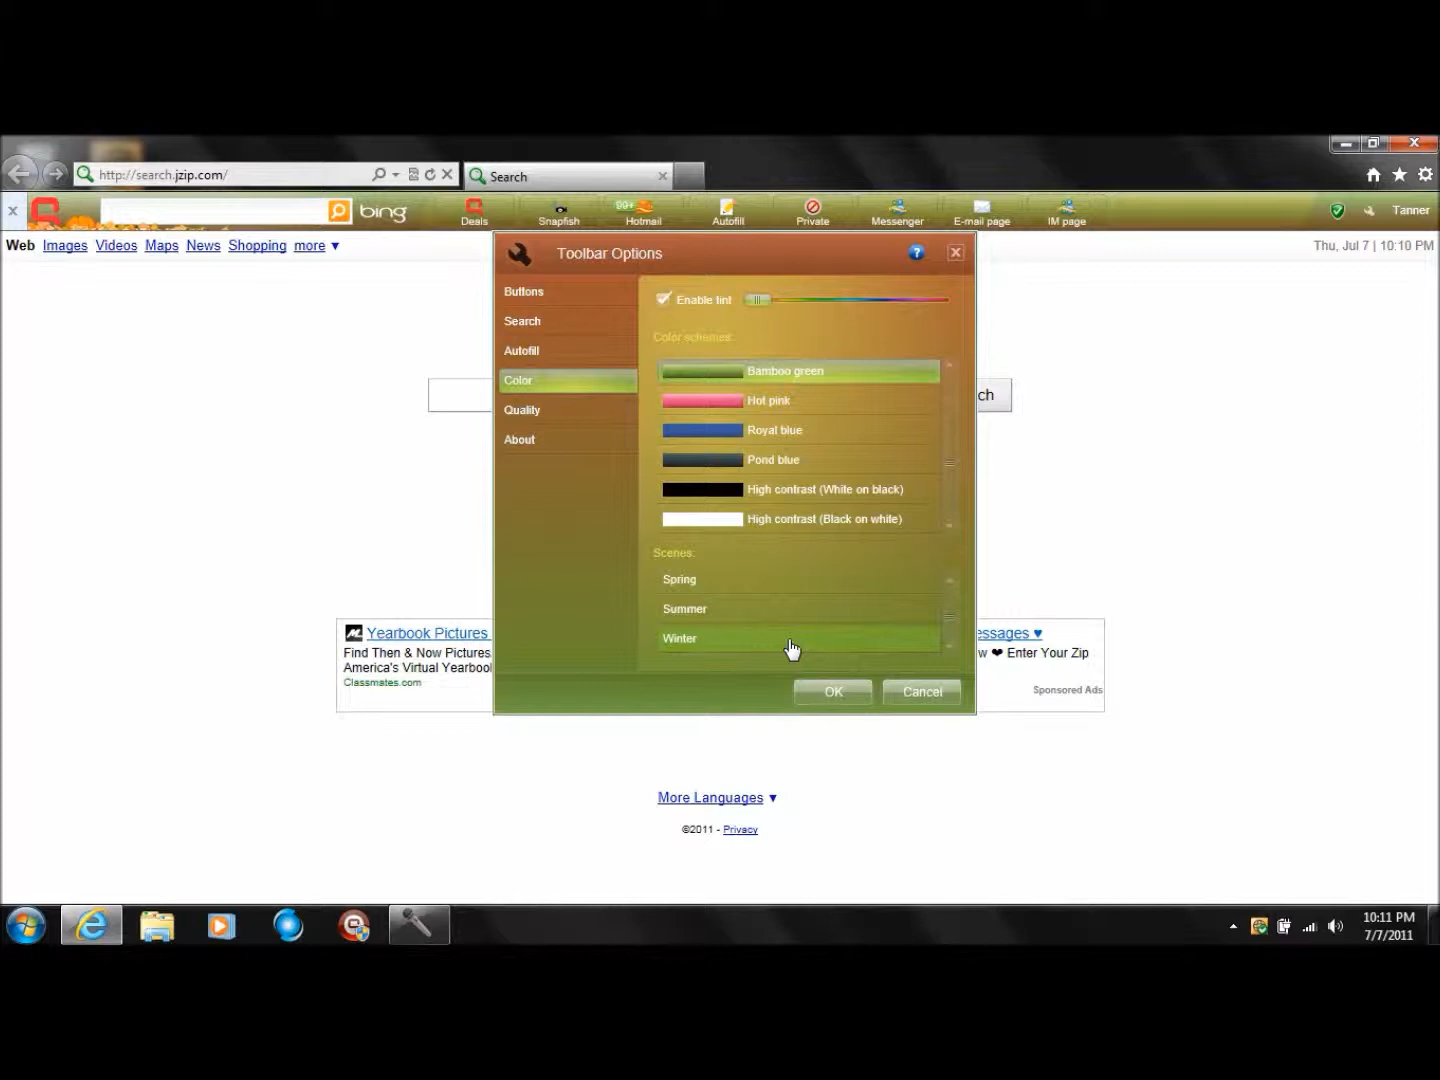 http://search.jzip.com/
Search
bing
Deals
Snapfish
99+
Hotmail
Autofill
Private
Messenger
E-mail page
IM page
Tanner
Web Images Videos Maps News Shopping more ▼
Thu, Jul 7 | 10:10 PM
Toolbar Options
Buttons
Search
Autofill
Color
Quality
About
Enable tint
Color schemes:
Bamboo green
Hot pink
Royal blue
Pond blue
High contrast (White on black)
High contrast (Black on white)
Scenes:
Spring
Summer
Winter
OK
Cancel
ch
Yearbook Pictures
Find Then & Now Pictures
America's Virtual Yearboo
Classmates.com
essages ♥
w ❤ Enter Your Zip
Sponsored Ads
More Languages ▼
©2011 - Privacy
10:11 PM
7/7/2011